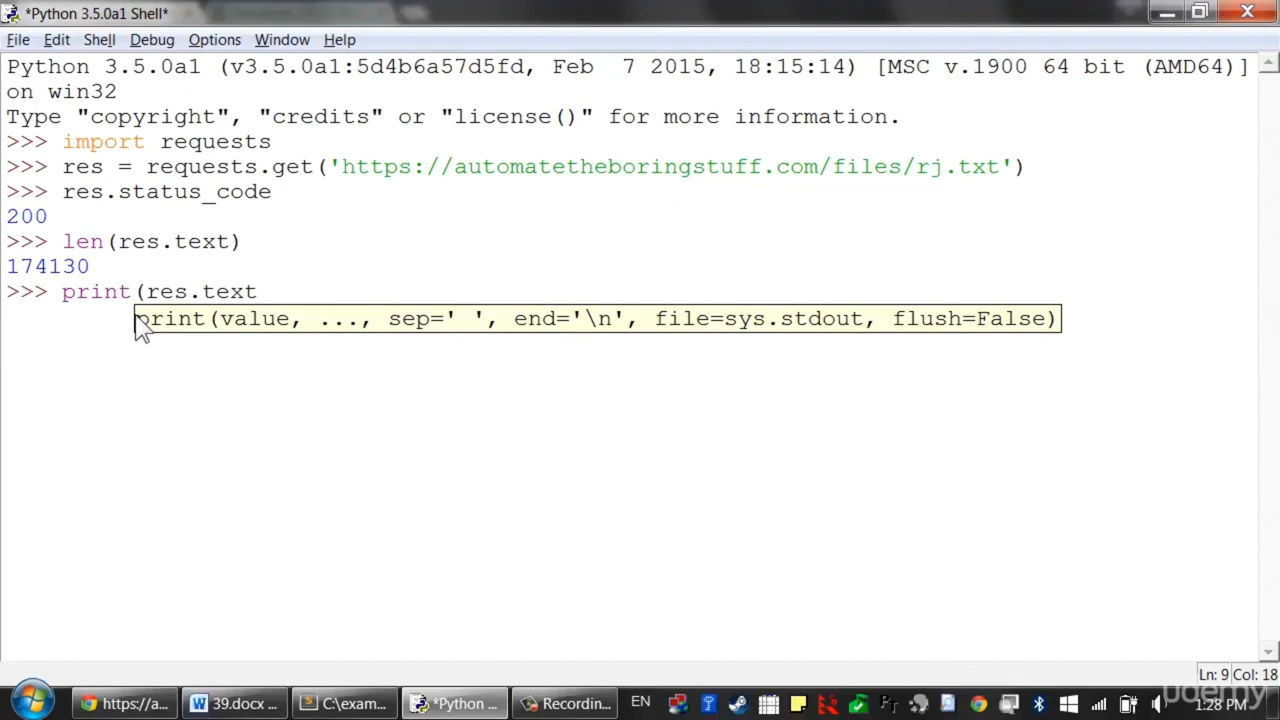 *Python 3.5.0a1 Shell*
File Edit Shell Debug Options Window Help
Python 3.5.0a1 (v3.5.0a1:5d4b6a57d5fd, Feb  7 2015, 18:15:14) [MSC v.1900 64 bit (AMD64)]
on win32
Type "copyright", "credits" or "license()" for more information.
>>> import requests
>>> res = requests.get('https://automatetheboringstuff.com/files/rj.txt')
>>> res.status_code
200
>>> len(res.text)
174130
>>> print(res.text
print(value, ..., sep=' ', end='\n', file=sys.stdout, flush=False)
Ln: 9 Col: 18
https://a... 39.docx ... C:\exam... *Python ... Recordin... EN 1:28 PM
udemy